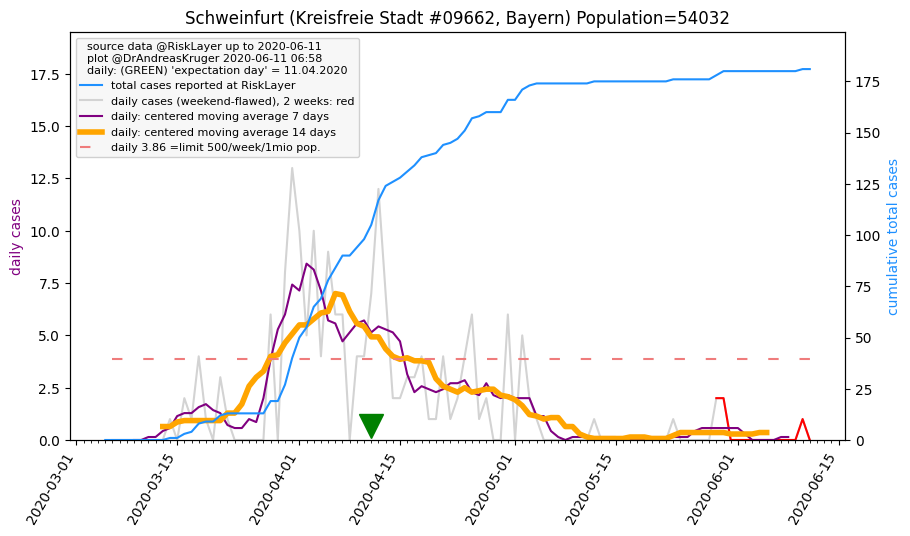 Schweinfurt (Kreisfreie Stadt #09662, Bayern) Population=54032
source data @RiskLayer up to 2020-06-11
plot @DrAndreasKruger 2020-06-11 06:58
daily: (GREEN) 'expectation day' = 11.04.2020
total cases reported at RiskLayer
daily cases (weekend-flawed), 2 weeks: red
daily: centered moving average 7 days
daily: centered moving average 14 days
daily 3.86 =limit 500/week/1mio pop.
daily cases
17.5
15.0
12.5
10.0
7.5
5.0
2.5
0.0
175
150
125
100
75
50
25
0
cumulative total cases
2020-03-01
2020-03-15
2020-04-01
2020-04-15
2020-05-01
2020-05-15
2020-06-01
2020-06-15